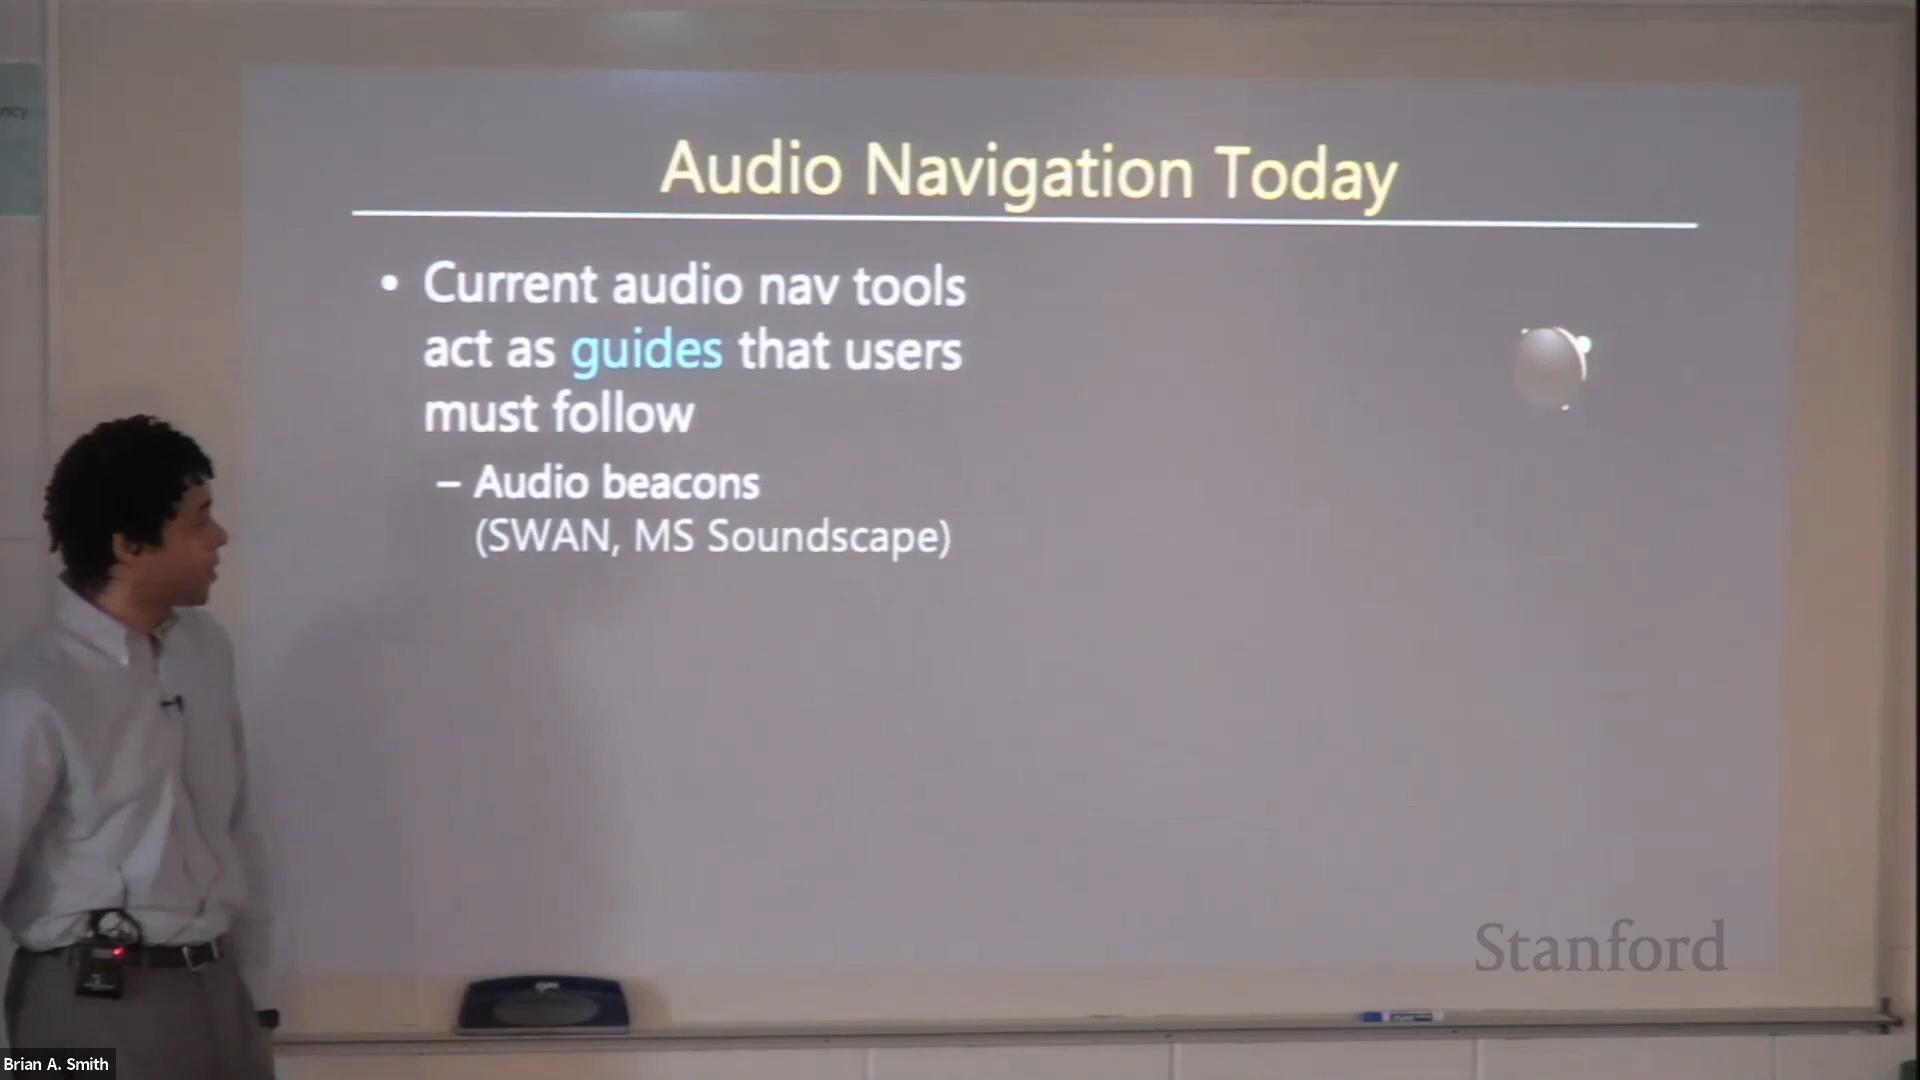 ncy
Audio Navigation Today
• Current audio nav tools
act as guides that users
must follow
– Audio beacons
(SWAN, MS Soundscape)
Stanford
Brian A. Smith